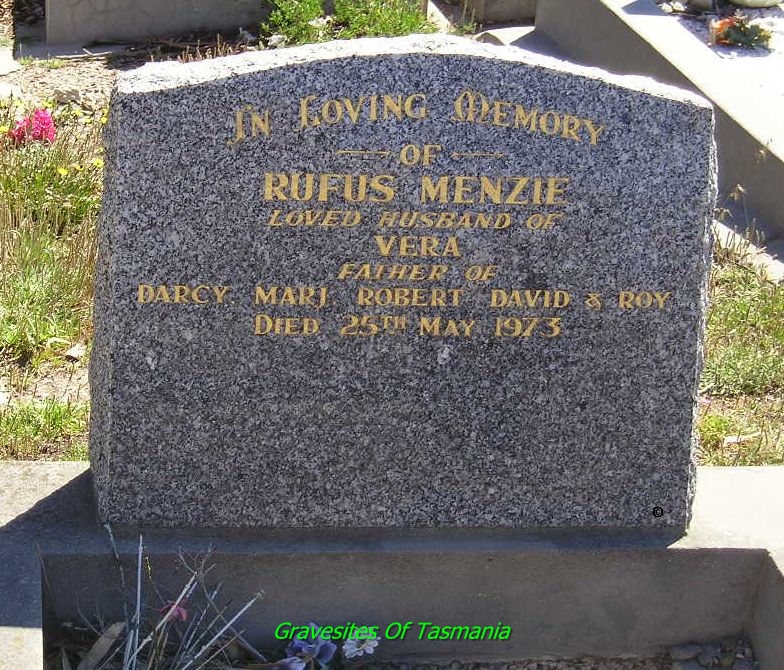 IN LOVING MEMORY
OF
RUFUS MENZIE
LOVED HUSBAND OF
VERA
FATHER OF
DARCY, MARJ, ROBERT, DAVID & ROY
DIED 25TH MAY 1973
©
Gravesites Of Tasmania